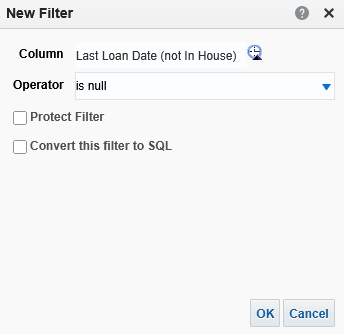 New Filter
Column Last Loan Date (not In House)
Operator is null
Protect Filter
Convert this filter to SQL
OK Cancel